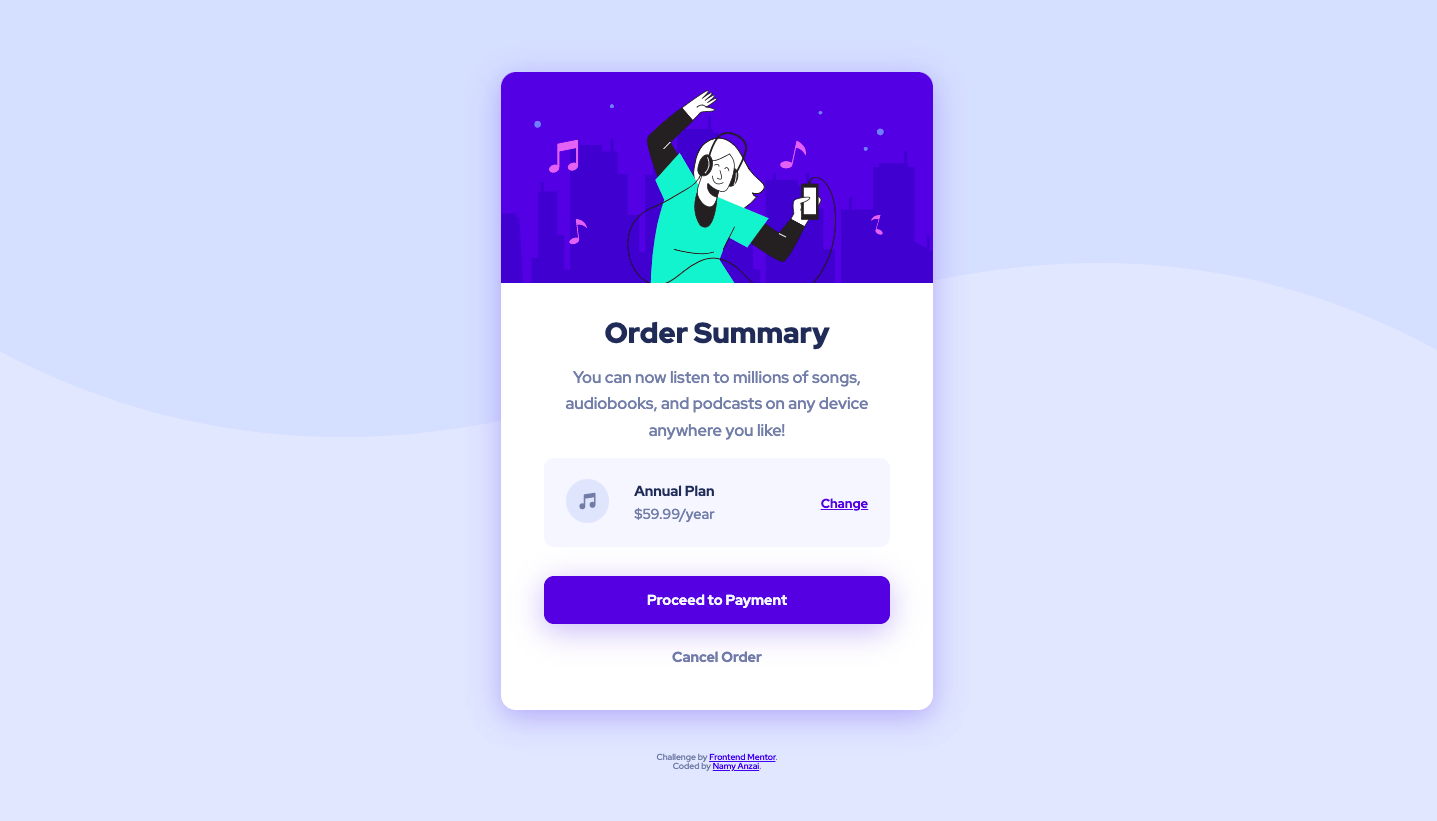 Order Summary
You can now listen to millions of songs,
audiobooks, and podcasts on any device
anywhere you like!
Annual Plan
$59.99/year
Change
Proceed to Payment
Cancel Order
Challenge by Frontend Mentor.
Coded by Namy Anzai.